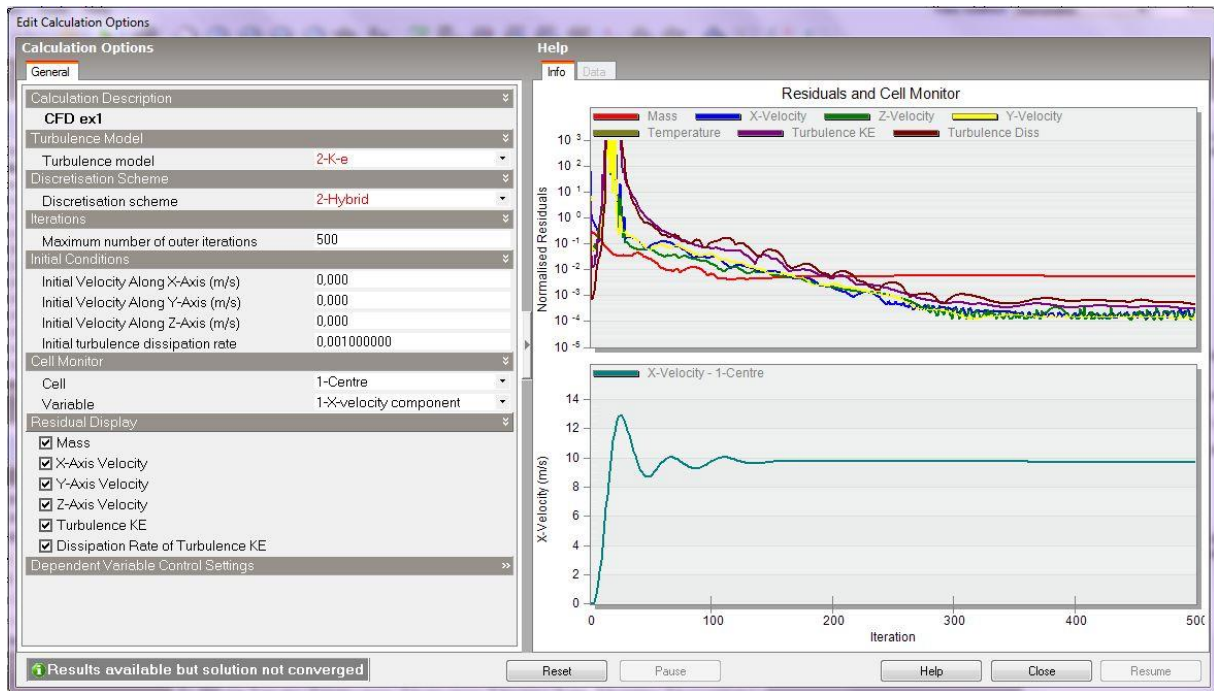 Edit Calculation Options
Calculation Options
General
Calculation Description
CFD ex1
Turbulence Model
Turbulence model 2-K-e
Discretisation Scheme
Discretisation scheme 2-Hybrid
Iterations
Maximum number of outer iterations 500
Initial Conditions
Initial Velocity Along X-Axis (m/s) 0,000
Initial Velocity Along Y-Axis (m/s) 0,000
Initial Velocity Along Z-Axis (m/s) 0,000
Initial turbulence dissipation rate 0,001000000
Cell Monitor
Cell 1-Centre
Variable 1-X-velocity component
Residual Display
Mass
X-Axis Velocity
Y-Axis Velocity
Z-Axis Velocity
Turbulence KE
Dissipation Rate of Turbulence KE
Dependent Variable Control Settings
Results available but solution not converged
Help
Info Data
Residuals and Cell Monitor
Mass X-Velocity Z-Velocity Y-Velocity
Temperature Turbulence KE Turbulence Diss
Normalised Residuals
10 3
10 2
10 1
10 0
10 -1
10 -2
10 -3
10 -4
10 -5
X-Velocity - 1-Centre
X-Velocity (m/s)
14
12
10
8
6
4
2
0
0 100 200 300 400 500
Iteration
Reset Pause Help Close Resume